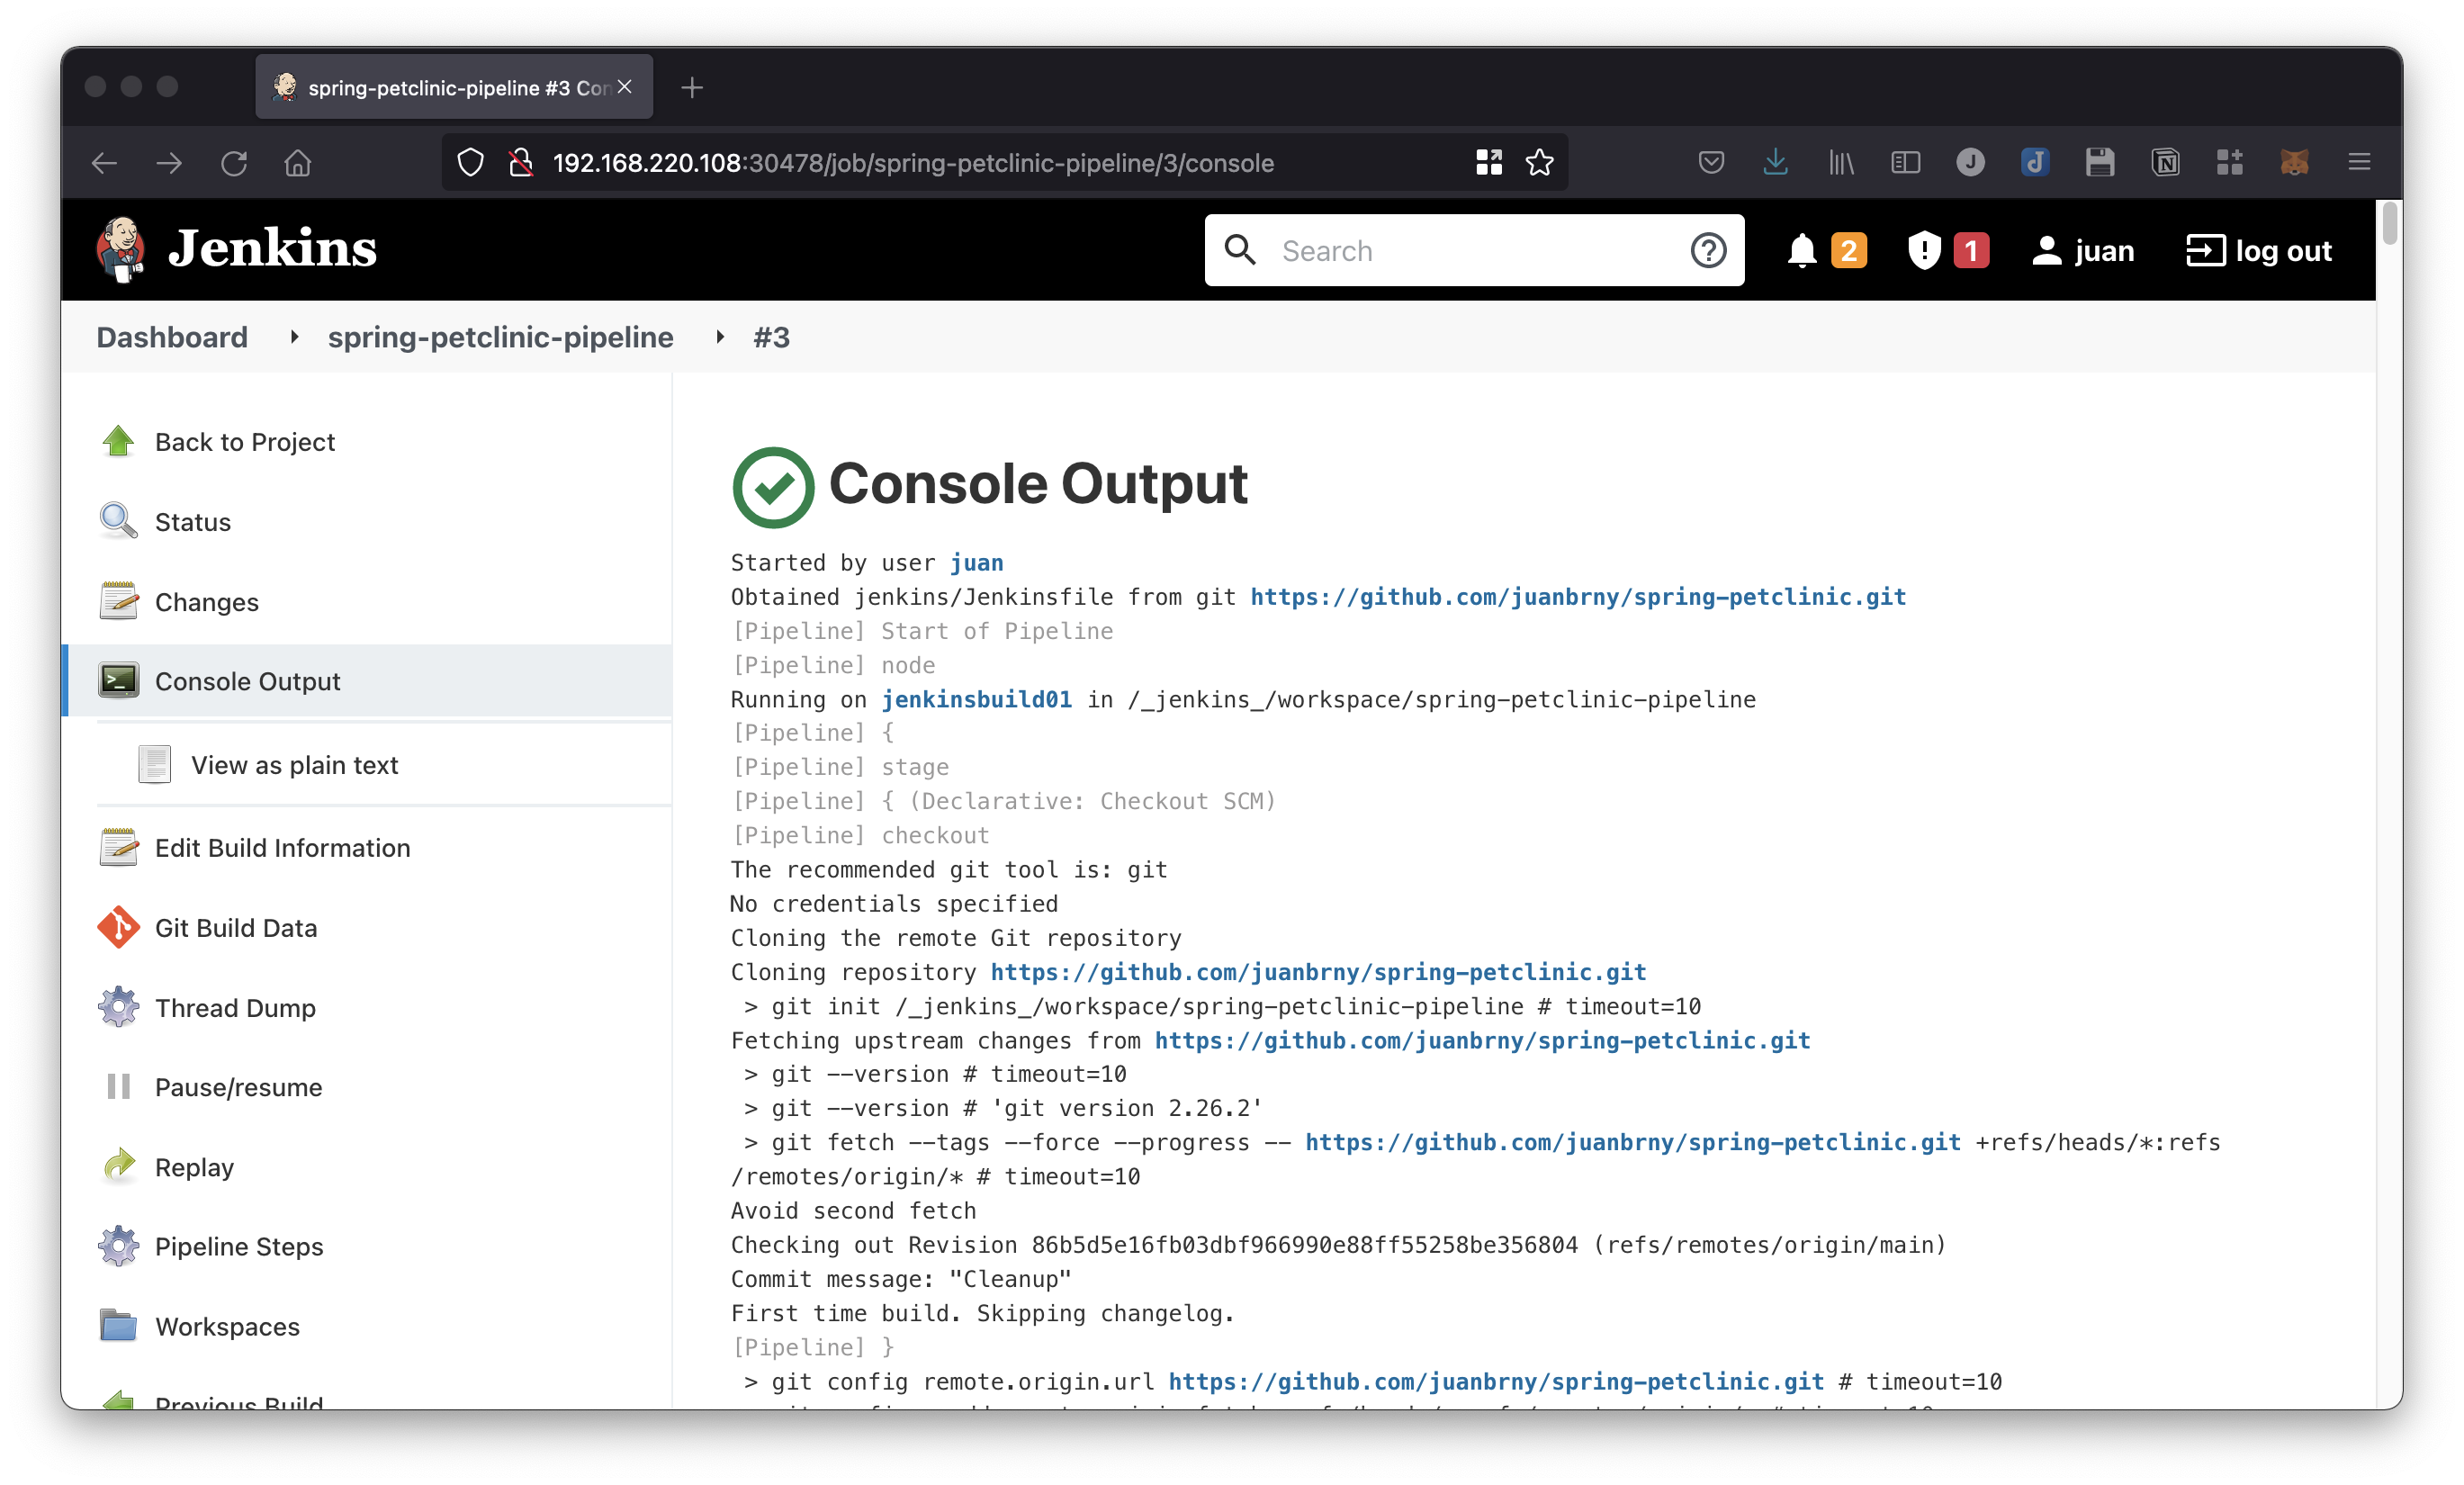 spring-petclinic-pipeline #3 Con
192.168.220.108:30478/job/spring-petclinic-pipeline/3/console
Jenkins
Search
2
1
juan
log out
Dashboard
spring-petclinic-pipeline
#3
Back to Project
Status
Changes
Console Output
View as plain text
Edit Build Information
Git Build Data
Thread Dump
Pause/resume
Replay
Pipeline Steps
Workspaces
Previous Build
Console Output
Started by user juan
Obtained jenkins/Jenkinsfile from git https://github.com/juanbrny/spring-petclinic.git
[Pipeline] Start of Pipeline
[Pipeline] node
Running on jenkinsbuild01 in /_jenkins_/workspace/spring-petclinic-pipeline
[Pipeline] {
[Pipeline] stage
[Pipeline] { (Declarative: Checkout SCM)
[Pipeline] checkout
The recommended git tool is: git
No credentials specified
Cloning the remote Git repository
Cloning repository https://github.com/juanbrny/spring-petclinic.git
 > git init /_jenkins_/workspace/spring-petclinic-pipeline # timeout=10
Fetching upstream changes from https://github.com/juanbrny/spring-petclinic.git
 > git --version # timeout=10
 > git --version # 'git version 2.26.2'
 > git fetch --tags --force --progress -- https://github.com/juanbrny/spring-petclinic.git +refs/heads/*:refs
/remotes/origin/* # timeout=10
Avoid second fetch
Checking out Revision 86b5d5e16fb03dbf966990e88ff55258be356804 (refs/remotes/origin/main)
Commit message: "Cleanup"
First time build. Skipping changelog.
[Pipeline] }
 > git config remote.origin.url https://github.com/juanbrny/spring-petclinic.git # timeout=10